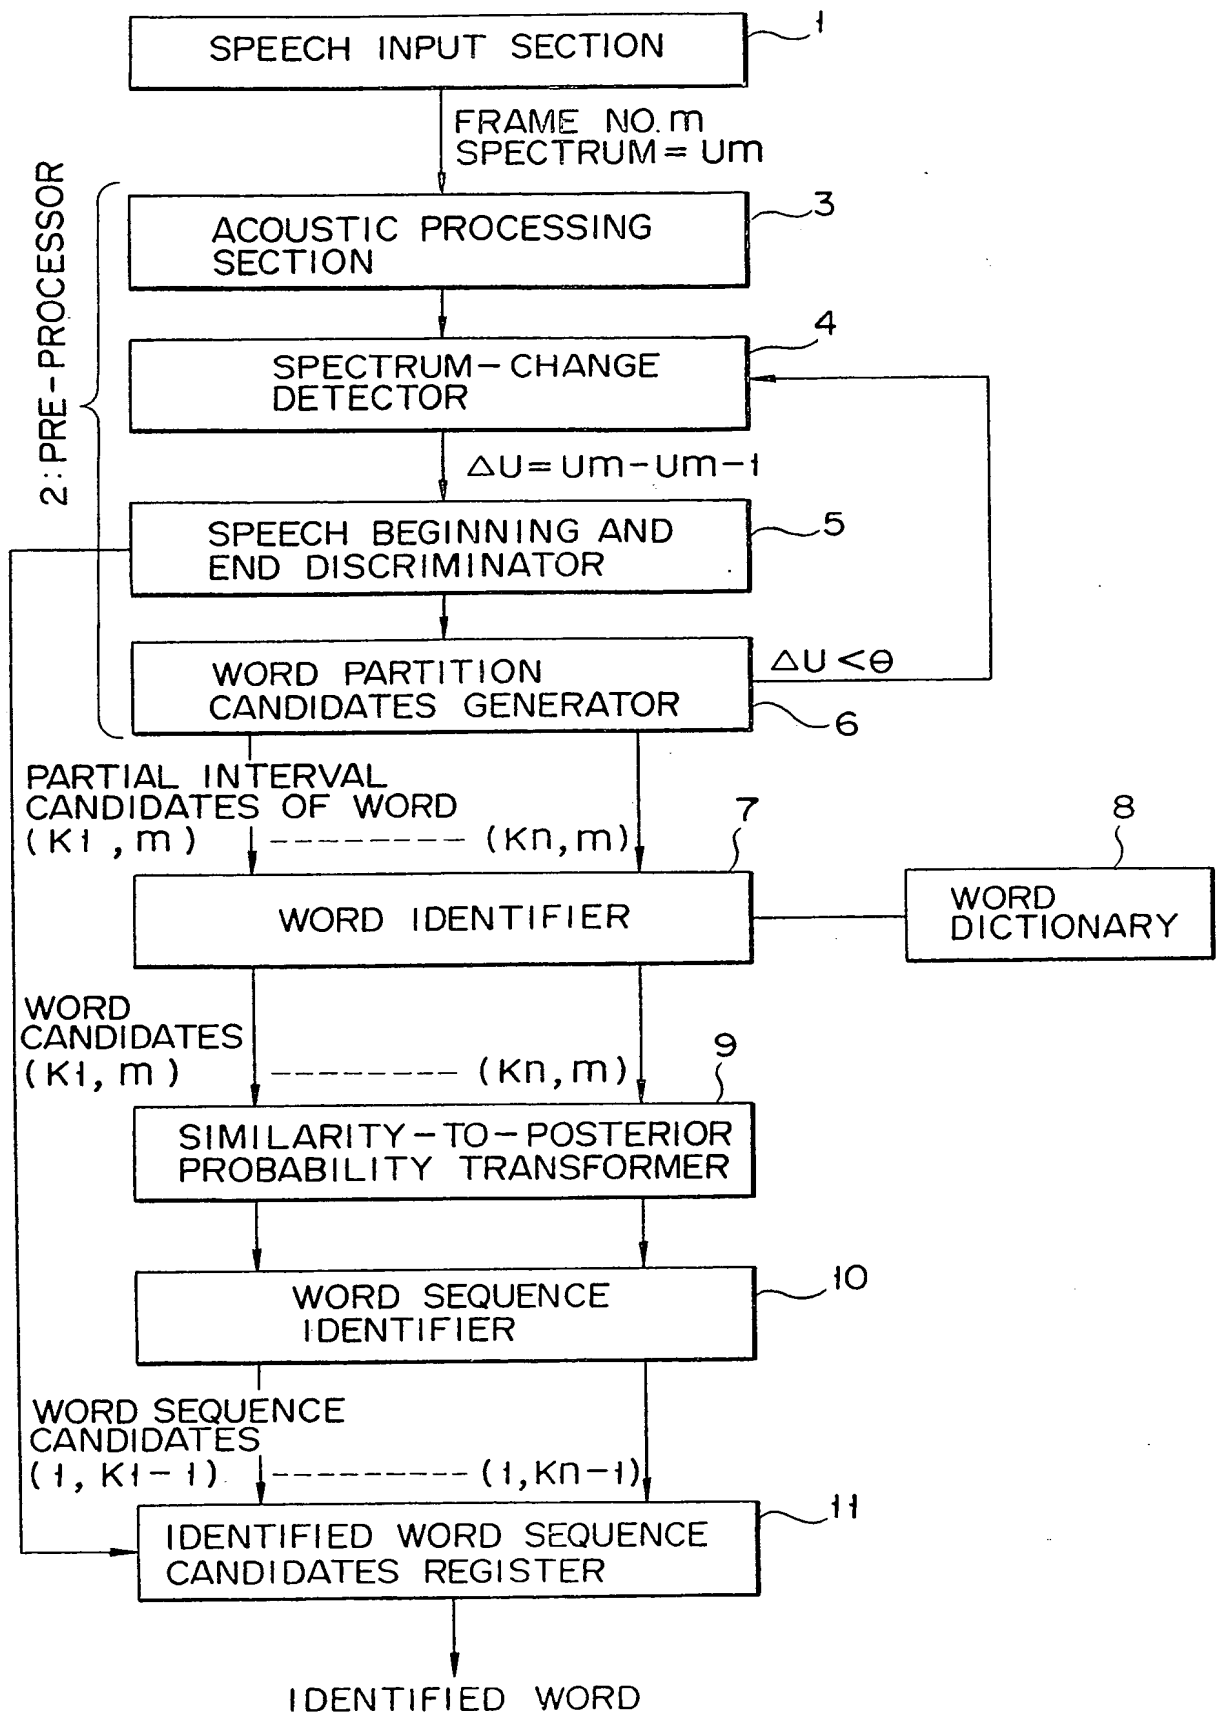 SPEECH INPUT SECTION
1
FRAME NO. m
SPECTRUM = Um
2: PRE-PROCESSOR
3
ACOUSTIC PROCESSING
SECTION
4
SPECTRUM-CHANGE
DETECTOR
ΔU = Um - Um-1
5
SPEECH BEGINNING AND
END DISCRIMINATOR
WORD PARTITION
CANDIDATES GENERATOR
ΔU < θ
6
PARTIAL INTERVAL
CANDIDATES OF WORD
(K1, m) -------- (Kn, m)
7
WORD IDENTIFIER
8
WORD
DICTIONARY
WORD
CANDIDATES
(K1, m) -------- (Kn, m)
9
SIMILARITY-TO-POSTERIOR
PROBABILITY TRANSFORMER
10
WORD SEQUENCE
IDENTIFIER
WORD SEQUENCE
CANDIDATES
(1, K1-1) --------- (1, Kn-1)
11
IDENTIFIED WORD SEQUENCE
CANDIDATES REGISTER
IDENTIFIED WORD